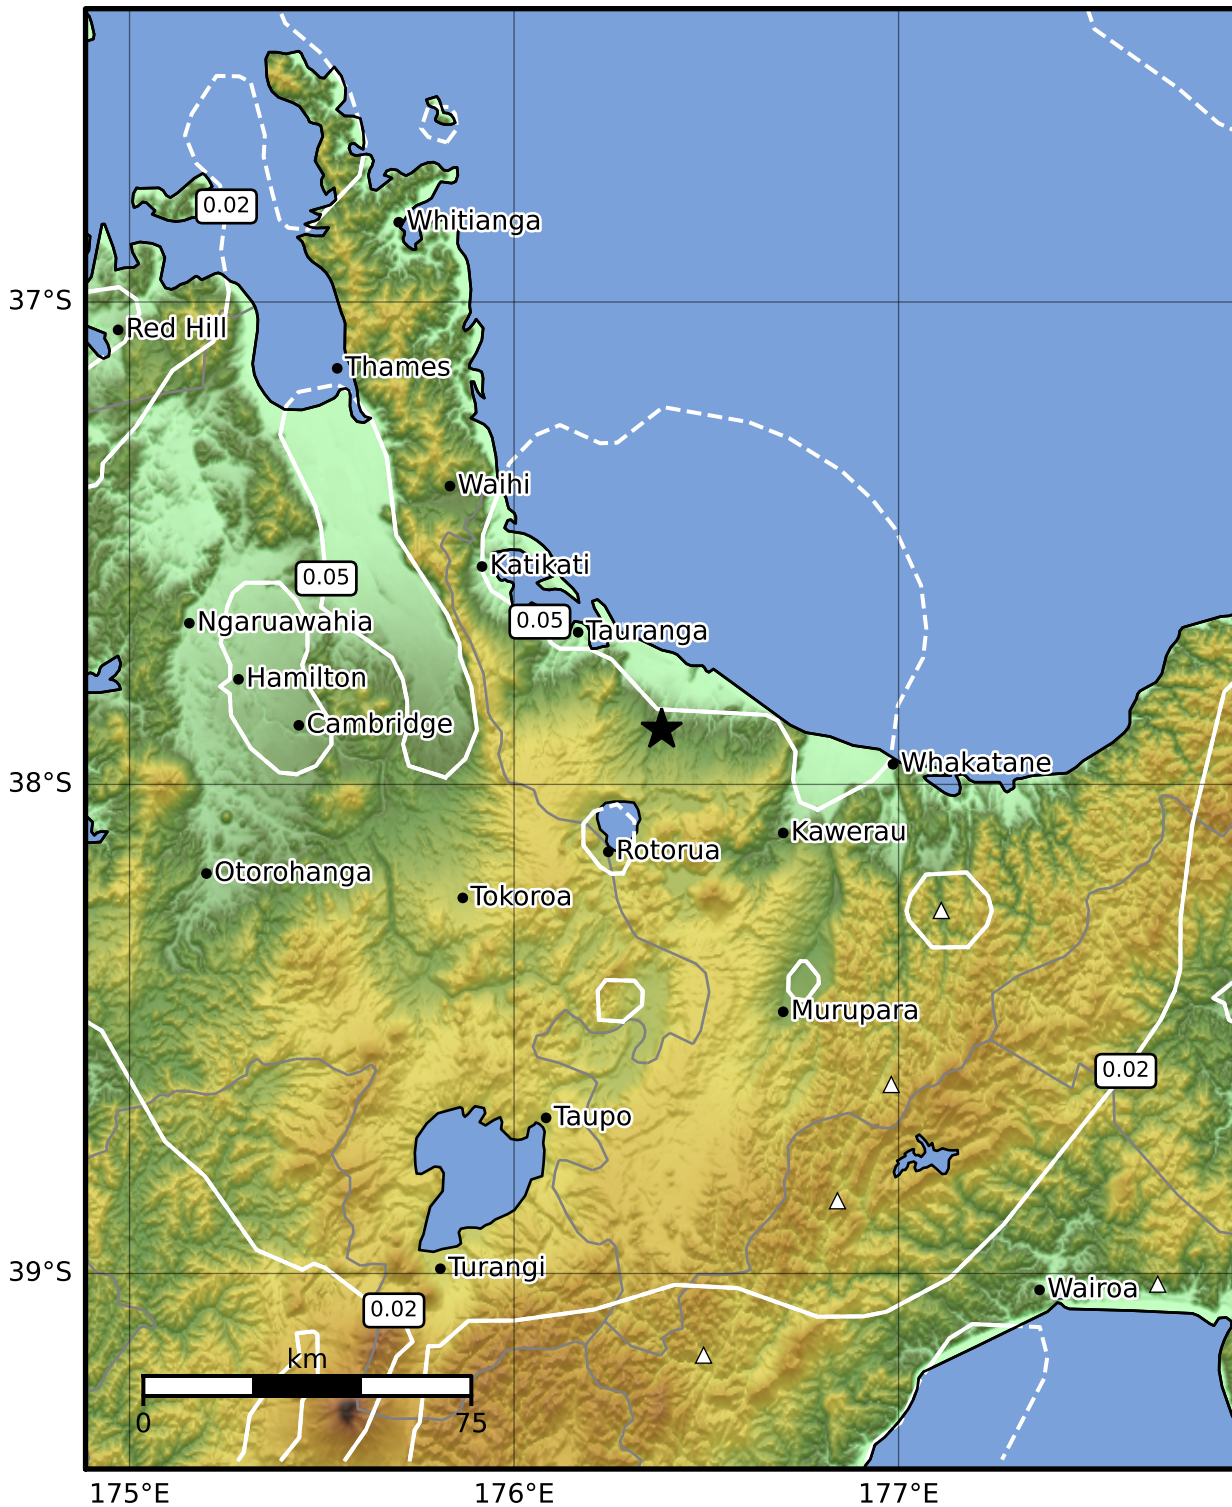 0.02
Whitianga
37°S
Red Hill
Thames
Waihi
Katikati
0.05
Ngaruawahia
0.05
Tauranga
Hamilton
Cambridge
Whakatane
38°S
Kawerau
Rotorua
Otorohanga
Tokoroa
Murupara
0.02
Taupo
39°S
Turangi
Wairoa
0.02
km
0
75
175°E
176°E
177°E